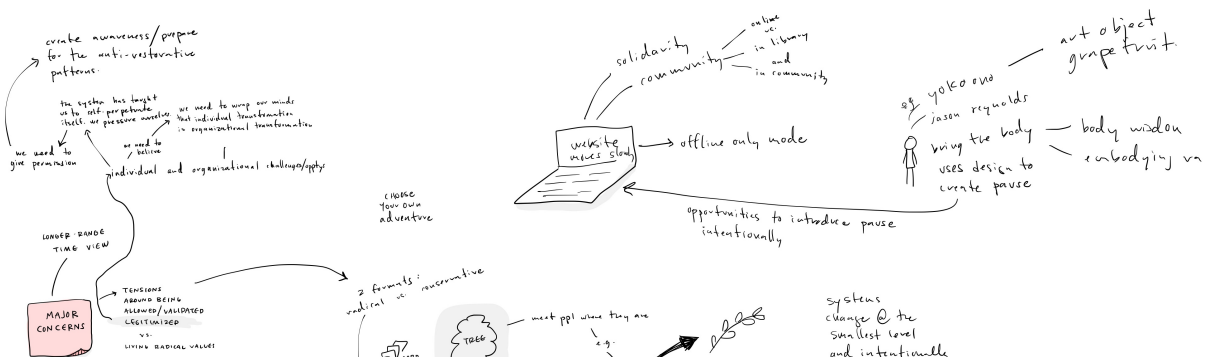 create awareness/prepare
for the anti-restorative
patterns.
the system has taught
us to self perpetuate
itself. we pressure ourselves.
we need to wrap our minds
that individual transformation
is organizational transformation
we need to
give permission
we need to
believe
individual and organizational challenges/opptys
CHOOSE
YOUR OWN
adventure
LONGER-RANGE
TIME VIEW
MAJOR
CONCERNS
TENSIONS
AROUND BEING
ALLOWED/VALIDATED
LEGITIMIZED
VS.
LIVING RADICAL VALUES
2 formats:
radical vs. conservative
TREE
meet ppl where they are
e.g.
solidarity
community
online
vs.
in library
and
in community
website
moves slowly
offline only mode
opportunities to introduce pause
intentionally
e.g. yoko ono
jason reynolds
bring the body
uses design to
create pause
art object
grapefruit.
body wisdom
embodying
systems
change @ the
smallest level
and